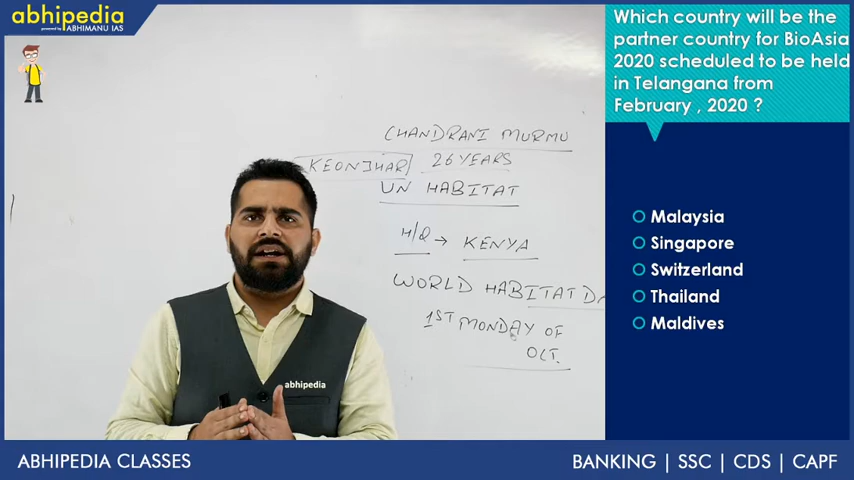 abhipedia
powered by ABHIMANU IAS
Which country will be the
partner country for BioAsia
2020 scheduled to be held
in Telangana from
February , 2020 ?
CHANDRANI MURMU
KEONJHAR 26 YEARS
UN HABITAT
H/Q → KENYA
WORLD HABITAT DA
1ST MONDAY OF
OCT.
Malaysia
Singapore
Switzerland
Thailand
Maldives
abhipedia
ABHIPEDIA CLASSES
BANKING | SSC | CDS | CAPF